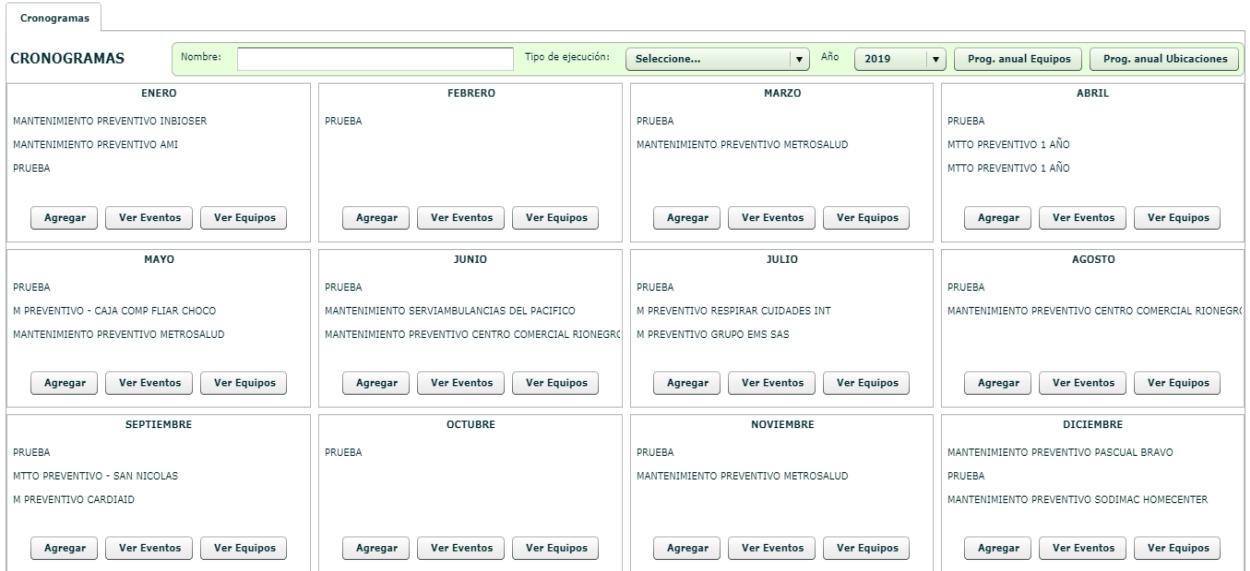 Cronogramas
CRONOGRAMAS
Nombre:
Tipo de ejecución:
Seleccione...
Año
2019
Prog. anual Equipos
Prog. anual Ubicaciones
ENERO
MANTENIMIENTO PREVENTIVO INBIOSER
MANTENIMIENTO PREVENTIVO AMI
PRUEBA
Agregar
Ver Eventos
Ver Equipos
FEBRERO
PRUEBA
Agregar
Ver Eventos
Ver Equipos
MARZO
PRUEBA
MANTENIMIENTO PREVENTIVO METROSALUD
Agregar
Ver Eventos
Ver Equipos
ABRIL
PRUEBA
MTTO PREVENTIVO 1 AÑO
MTTO PREVENTIVO 1 AÑO
Agregar
Ver Eventos
Ver Equipos
MAYO
PRUEBA
M PREVENTIVO - CAJA COMP FLIAR CHOCO
MANTENIMIENTO PREVENTIVO METROSALUD
Agregar
Ver Eventos
Ver Equipos
JUNIO
PRUEBA
MANTENIMIENTO SERVIAMBULANCIAS DEL PACIFICO
MANTENIMIENTO PREVENTIVO CENTRO COMERCIAL RIONEGRO
Agregar
Ver Eventos
Ver Equipos
JULIO
PRUEBA
M PREVENTIVO RESPIRAR CUIDADES INT
M PREVENTIVO GRUPO EMS SAS
Agregar
Ver Eventos
Ver Equipos
AGOSTO
PRUEBA
MANTENIMIENTO PREVENTIVO CENTRO COMERCIAL RIONEGRO
Agregar
Ver Eventos
Ver Equipos
SEPTIEMBRE
PRUEBA
MTTO PREVENTIVO - SAN NICOLAS
M PREVENTIVO CARDIAID
Agregar
Ver Eventos
Ver Equipos
OCTUBRE
PRUEBA
Agregar
Ver Eventos
Ver Equipos
NOVIEMBRE
PRUEBA
MANTENIMIENTO PREVENTIVO METROSALUD
Agregar
Ver Eventos
Ver Equipos
DICIEMBRE
MANTENIMIENTO PREVENTIVO PASCUAL BRAVO
PRUEBA
MANTENIMIENTO PREVENTIVO SODIMAC HOMECENTER
Agregar
Ver Eventos
Ver Equipos